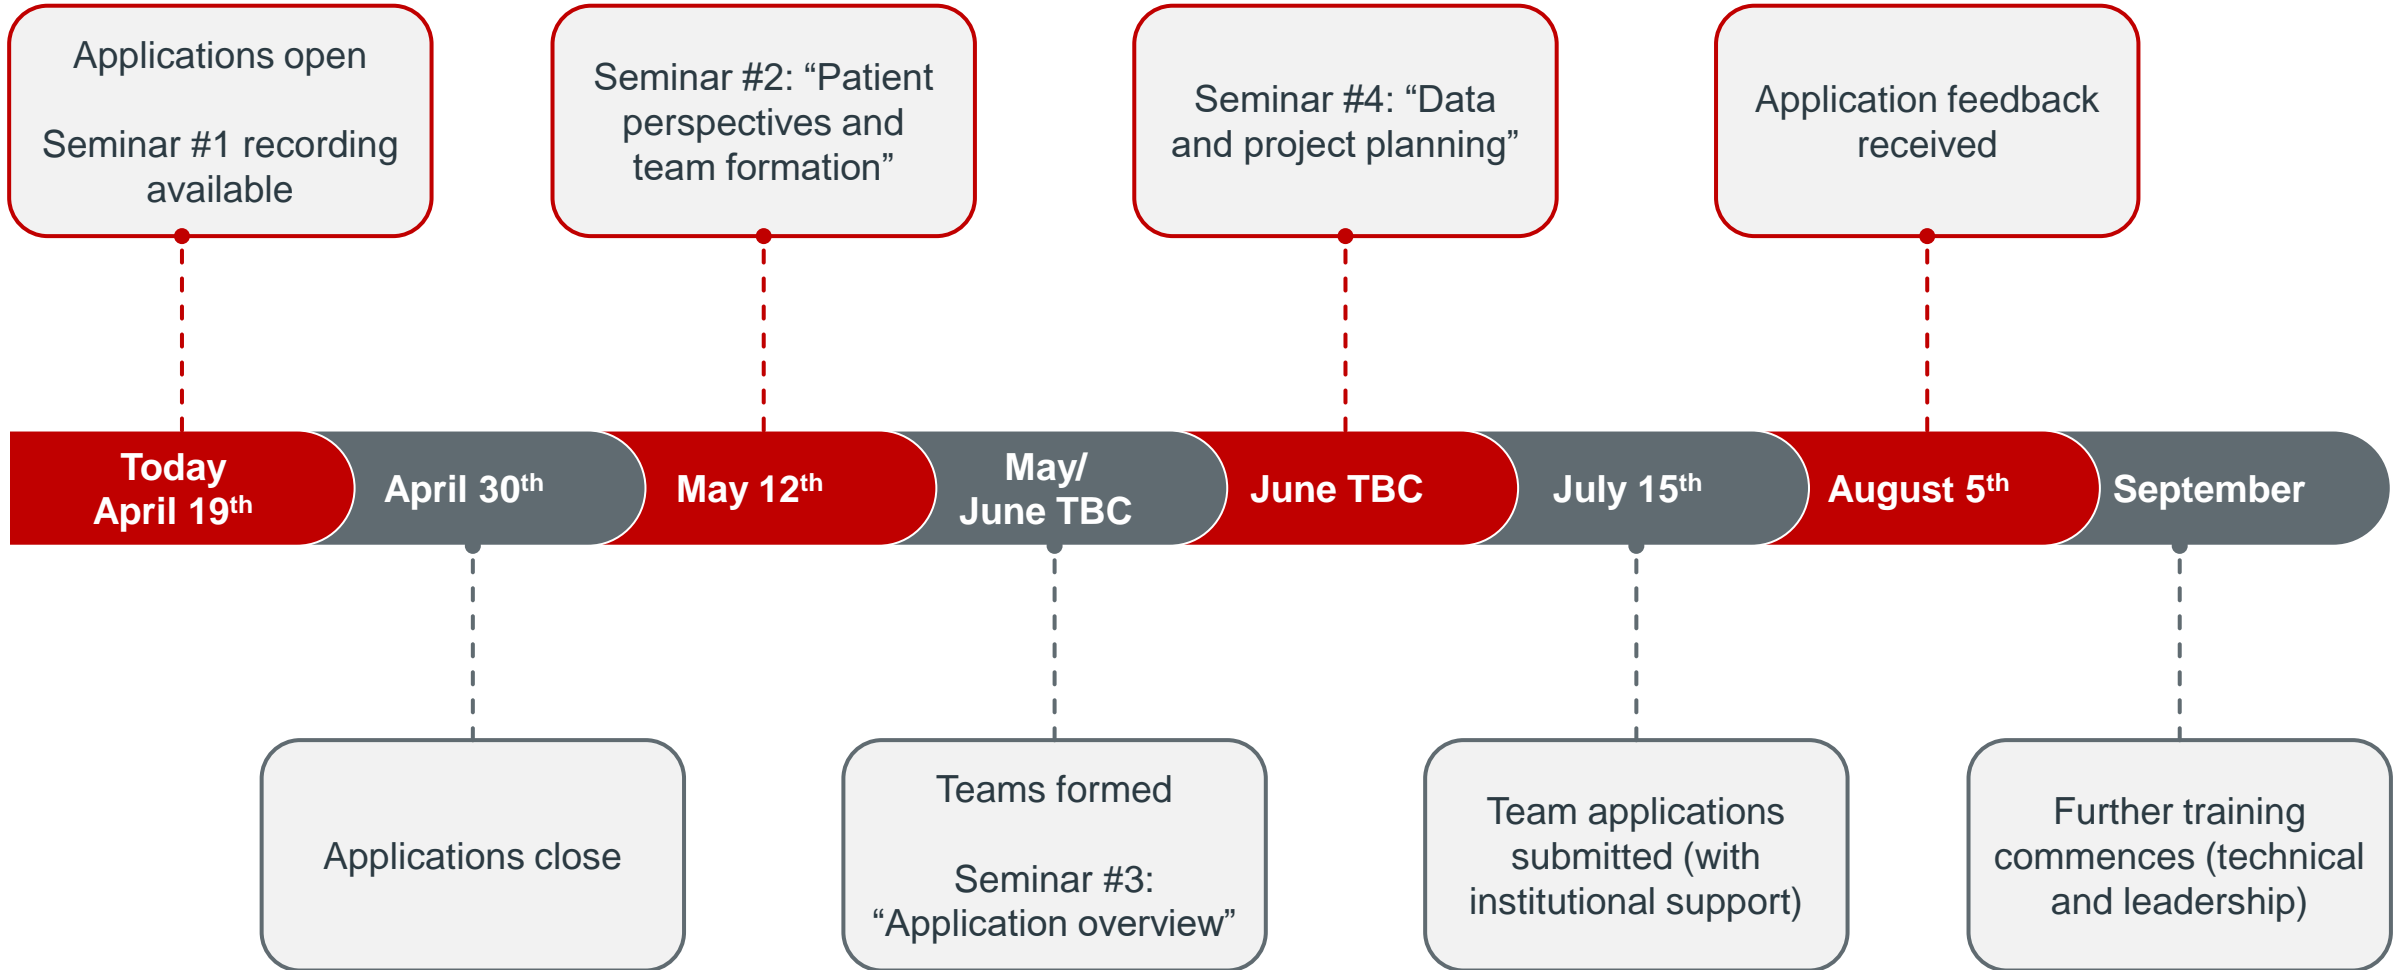 Applications open
Seminar #1 recording
available
Seminar #2: “Patient
perspectives and
team formation”
Seminar #4: “Data
and project planning”
Application feedback
received
Today
April 19th
April 30th
May 12th
May/
June TBC
June TBC
July 15th
August 5th
September
Applications close
Teams formed
Seminar #3:
“Application overview”
Team applications
submitted (with
institutional support)
Further training
commences (technical
and leadership)